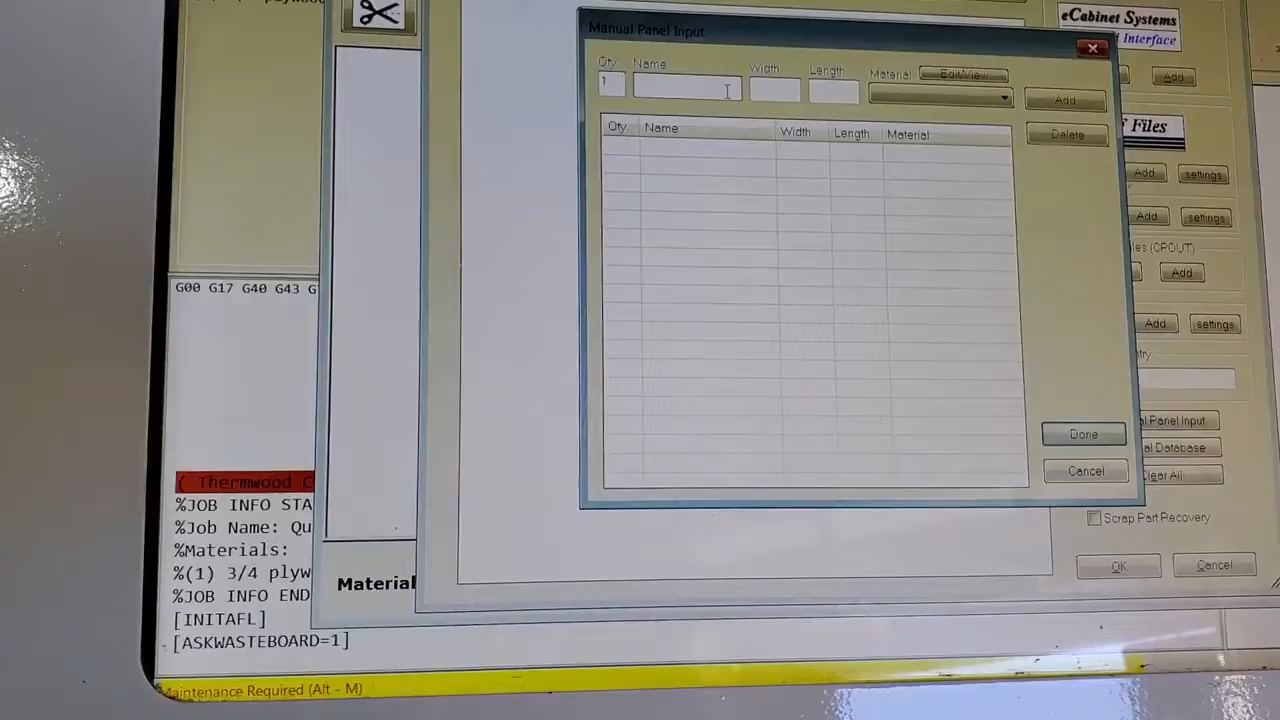 eCabinet Systems
Interface
Manual Panel Input
Qty Name Width Length Material Edit/View
1
Add
Add
Qty Name Width Length Material
Delete
Files
Add settings
Add settings
(CPOUT)
Add
G00 G17 G40 G43
Add settings
Panel Input
Done
Database
Cancel
Clear All
( Thermwood
%JOB INFO STA
%Job Name: Qu
%Materials:
%(1) 3/4 plyw
%JOB INFO END
[INITAFL]
[ASKWASTEBOARD=1]
Scrap Part Recovery
OK Cancel
Material
Maintenance Required (Alt - M)